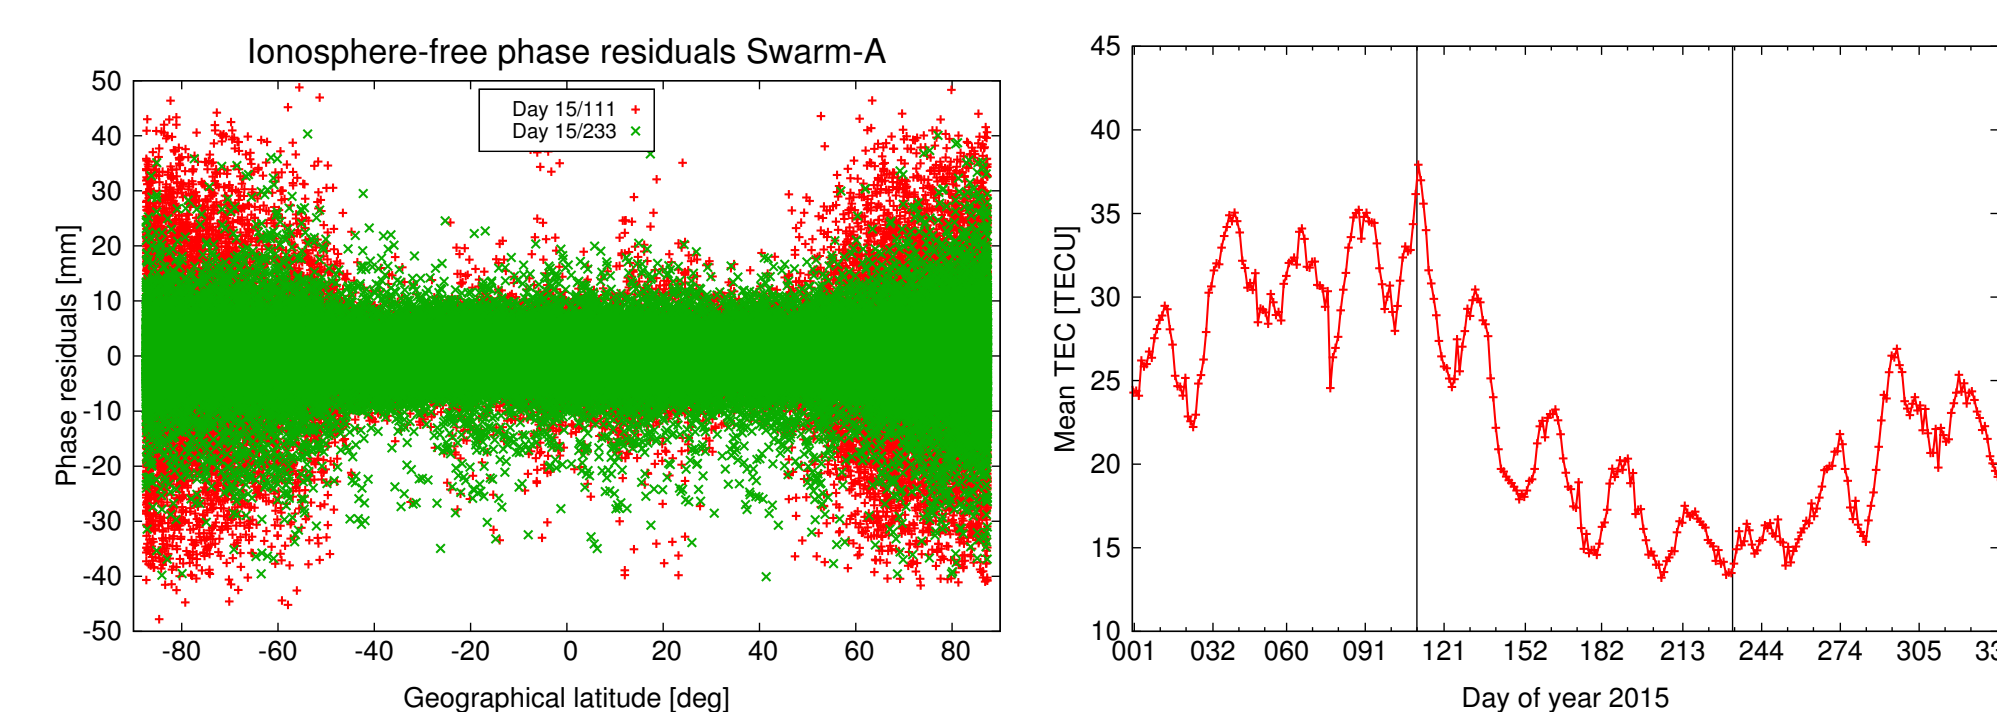 Ionosphere-free phase residuals Swarm-A
Day 15/111
Day 15/233
50
40
30
20
10
0
-10
-20
-30
-40
-50
Phase residuals [mm]
-80 -60 -40 -20 0 20 40 60 80
Geographical latitude [deg]
45
40
35
30
25
20
15
10
Mean TEC [TECU]
001 032 060 091 121 152 182 213 244 274 305
Day of year 2015